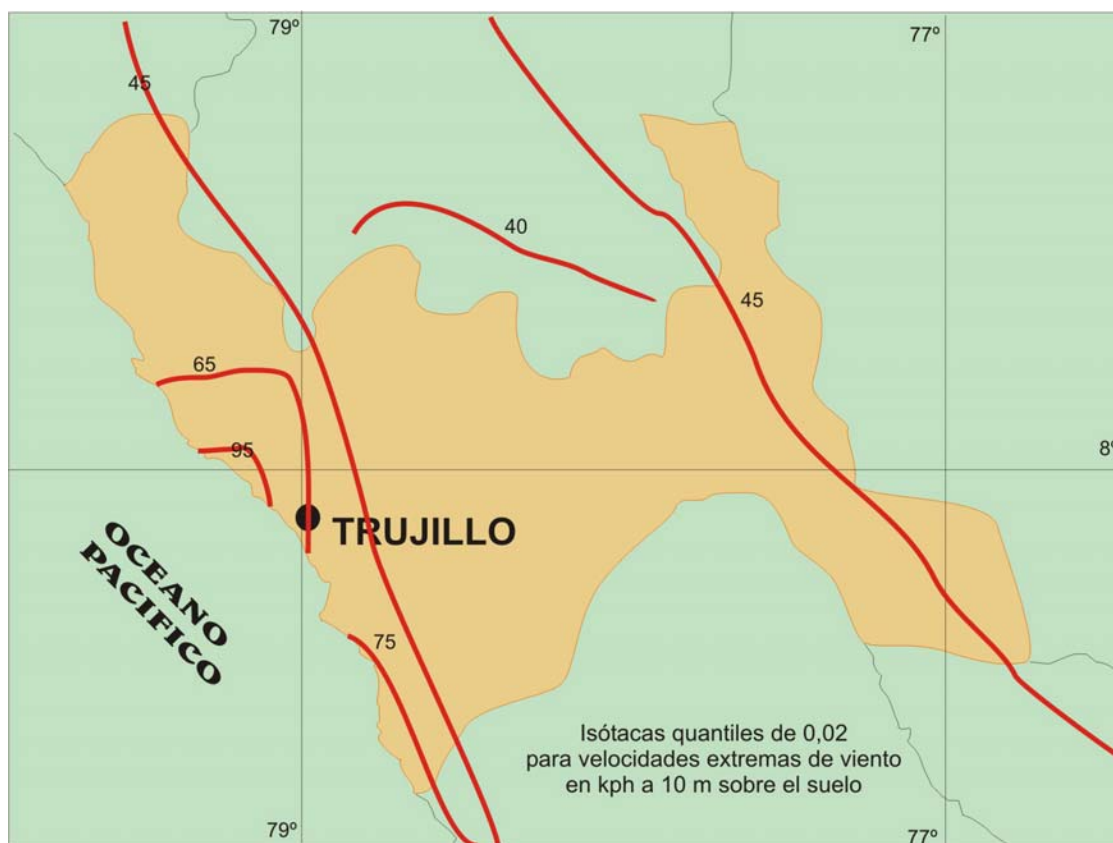 79º
77º
45
40
45
65
95
8º
TRUJILLO
OCEANO
PACIFICO
75
Isótacas quantiles de 0,02
para velocidades extremas de viento
en kph a 10 m sobre el suelo
79º
77º